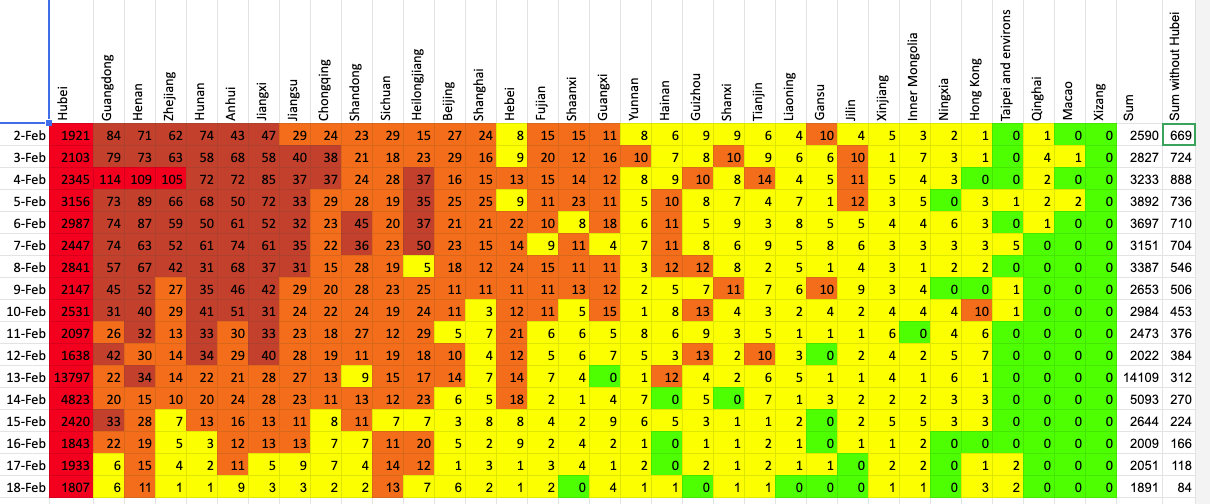 Hubei Guangdong Henan Zhejiang Hunan Anhui Jiangxi Jiangsu Chongqing Shandong Sichuan Heilongjiang Beijing Shanghai Hebei Fujian Shaanxi Guangxi Yunnan Hainan Guizhou Shanxi Tianjin Liaoning Gansu Jilin Xinjiang Inner Mongolia Ningxia Hong Kong Taipei and environs Qinghai Macao Xizang Sum Sum without Hubei
2-Feb 1921 84 71 62 74 43 47 29 24 23 29 15 27 24 8 15 15 11 8 6 9 9 6 4 10 4 5 3 2 1 0 1 0 0 2590 669
3-Feb 2103 79 73 63 58 68 58 40 38 21 18 23 29 16 9 20 12 16 10 7 8 10 9 6 6 10 1 7 3 1 0 4 1 0 2827 724
4-Feb 2345 114 109 105 72 72 85 37 37 24 28 37 16 15 13 15 14 12 8 9 10 8 14 4 5 11 5 4 3 0 0 2 0 0 3233 888
5-Feb 3156 73 89 66 68 50 72 33 29 28 19 35 25 25 9 11 23 11 5 10 8 7 4 7 1 12 3 5 0 3 1 2 2 0 3892 736
6-Feb 2987 74 87 59 50 61 52 32 23 45 20 37 21 21 22 10 8 18 6 11 5 9 3 8 5 5 4 4 6 3 0 1 0 0 3697 710
7-Feb 2447 74 63 52 61 74 61 35 22 36 23 50 23 15 14 9 11 4 7 11 8 6 9 5 8 6 3 3 3 3 5 0 0 0 3151 704
8-Feb 2841 57 67 42 31 68 37 31 15 28 19 5 18 12 24 15 11 11 3 12 12 8 2 5 1 4 3 1 2 2 0 0 0 0 3387 546
9-Feb 2147 45 52 27 35 46 42 29 20 28 23 25 11 11 11 11 13 12 2 5 7 11 7 6 10 9 3 4 0 0 1 0 0 0 2653 506
10-Feb 2531 31 40 29 41 51 31 24 22 24 19 24 11 3 12 11 5 15 1 8 13 4 3 2 4 2 4 4 4 10 1 0 0 0 2984 453
11-Feb 2097 26 32 13 33 30 33 23 18 27 12 29 5 7 21 6 6 5 8 6 9 3 5 1 1 1 6 0 4 6 0 0 0 0 2473 376
12-Feb 1638 42 30 14 34 29 40 28 19 11 19 18 10 4 12 5 6 7 5 3 13 2 10 3 0 2 4 2 5 7 0 0 0 0 2022 384
13-Feb 13797 22 34 14 22 21 28 27 13 9 15 17 14 7 14 7 4 0 1 12 4 2 6 5 1 1 4 1 6 1 0 0 0 0 14109 312
14-Feb 4823 20 15 10 20 24 28 23 11 13 12 23 6 5 18 2 1 4 7 0 5 0 7 1 3 2 2 2 3 3 0 0 0 0 5093 270
15-Feb 2420 33 28 7 13 16 13 11 8 11 7 7 3 8 8 4 2 9 6 5 3 1 1 2 0 2 5 5 3 3 0 0 0 0 2644 224
16-Feb 1843 22 19 5 3 12 13 13 7 7 11 20 5 2 9 2 4 2 1 0 1 1 2 1 0 1 1 2 0 0 0 0 0 0 2009 166
17-Feb 1933 6 15 4 2 11 5 9 7 4 14 12 1 3 1 3 4 1 2 0 2 1 2 1 1 0 2 2 0 1 2 0 0 0 2051 118
18-Feb 1807 6 11 1 1 9 3 3 2 2 13 7 6 2 1 2 0 4 1 1 0 1 1 0 0 0 1 1 0 3 2 0 0 0 1891 84